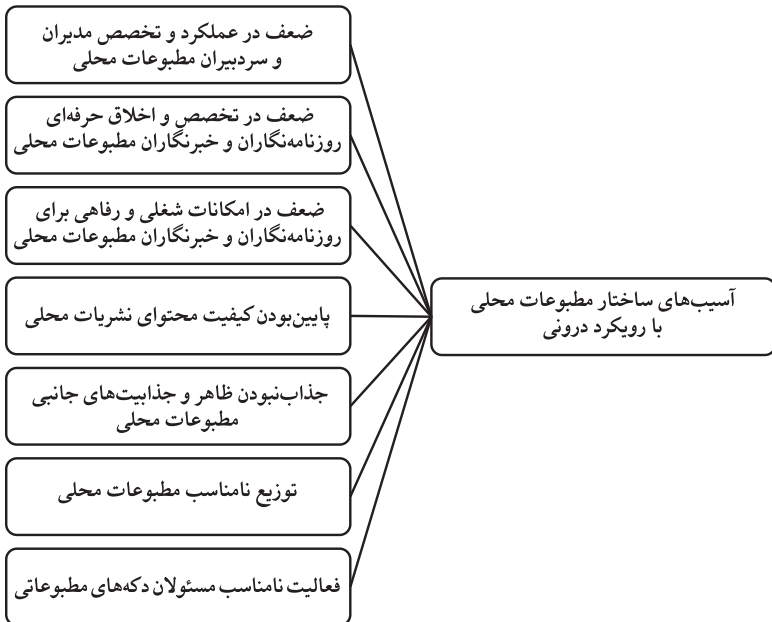 آسیب‌های ساختار مطبوعات محلی
با رویکرد درونی
ضعف در عملکرد و تخصص مدیران
و سردبیران مطبوعات محلی
ضعف در تخصص و اخلاق حرفه‌ای
روزنامه‌نگاران و خبرنگاران مطبوعات محلی
ضعف در امکانات شغلی و رفاهی برای
روزنامه‌نگاران و خبرنگاران مطبوعات محلی
پایین‌بودن کیفیت محتوای نشریات محلی
جذاب‌نبودن ظاهر و جذابیت‌های جانبی
مطبوعات محلی
توزیع نامناسب مطبوعات محلی
فعالیت نامناسب مسئولان دکه‌های مطبوعاتی